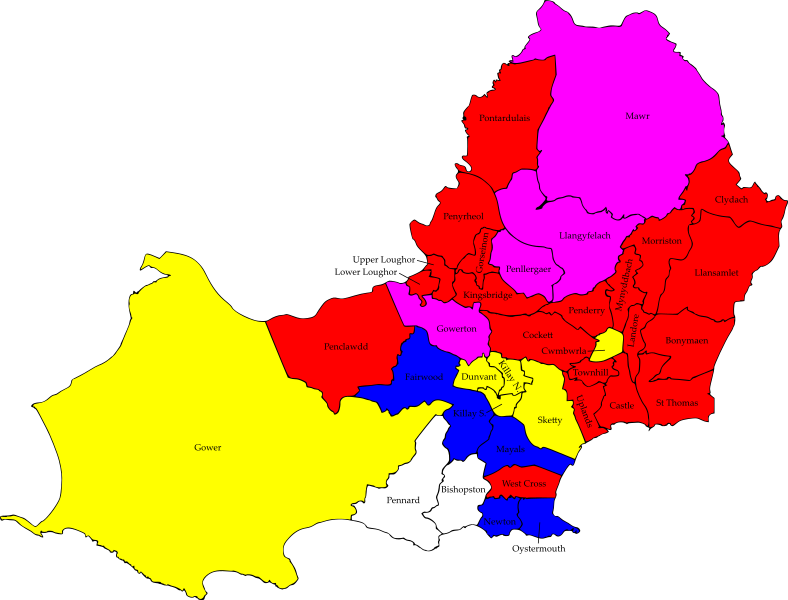 Pontardulais
Mawr
Clydach
Penyrheol
Llangyfelach
Morriston
Gorseinon
Upper Loughor
Penllergaer
Lower Loughor
Mynyddbach
Llansamlet
Kingsbridge
Penderry
Gowerton
Landore
Cockett
Bonymaen
Penclawdd
Cwmbwrla
Fairwood
Dunvant
Killay N
Townhill
Killay S
Sketty
Uplands
Castle
St Thomas
Gower
Mayals
West Cross
Pennard
Bishopston
Newton
Oystermouth